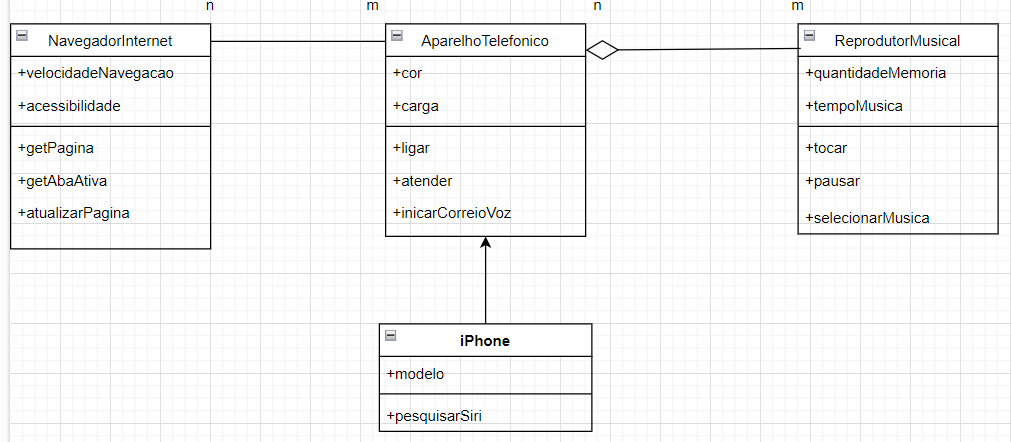 n
m
n
m
NavegadorInternet
+velocidadeNavegacao
+acessibilidade
+getPagina
+getAbaAtiva
+atualizarPagina
AparelhoTelefonico
+cor
+carga
+ligar
+atender
+inicarCorreioVoz
ReprodutorMusical
+quantidadeMemoria
+tempoMusica
+tocar
+pausar
+selecionarMusica
iPhone
+modelo
+pesquisarSiri